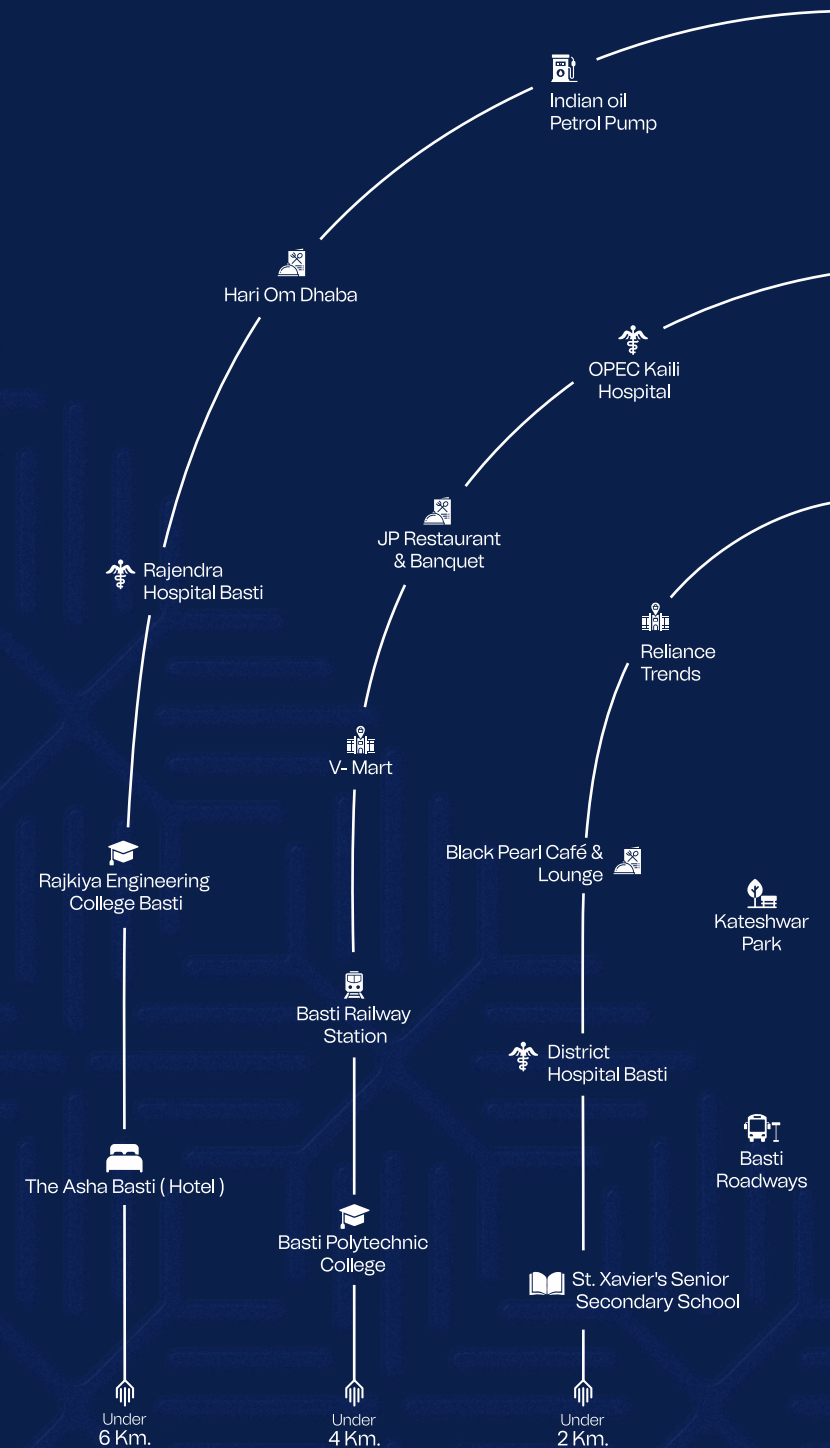 Indian oil
Petrol Pump
Hari Om Dhaba
OPEC Kaili
Hospital
JP Restaurant
& Banquet
Rajendra
Hospital Basti
Reliance
Trends
V- Mart
Black Pearl Café &
Lounge
Rajkiya Engineering
College Basti
Kateshwar
Park
Basti Railway
Station
District
Hospital Basti
Basti
Roadways
The Asha Basti ( Hotel )
Basti Polytechnic
College
St. Xavier's Senior
Secondary School
Under
6 Km.
Under
4 Km.
Under
2 Km.